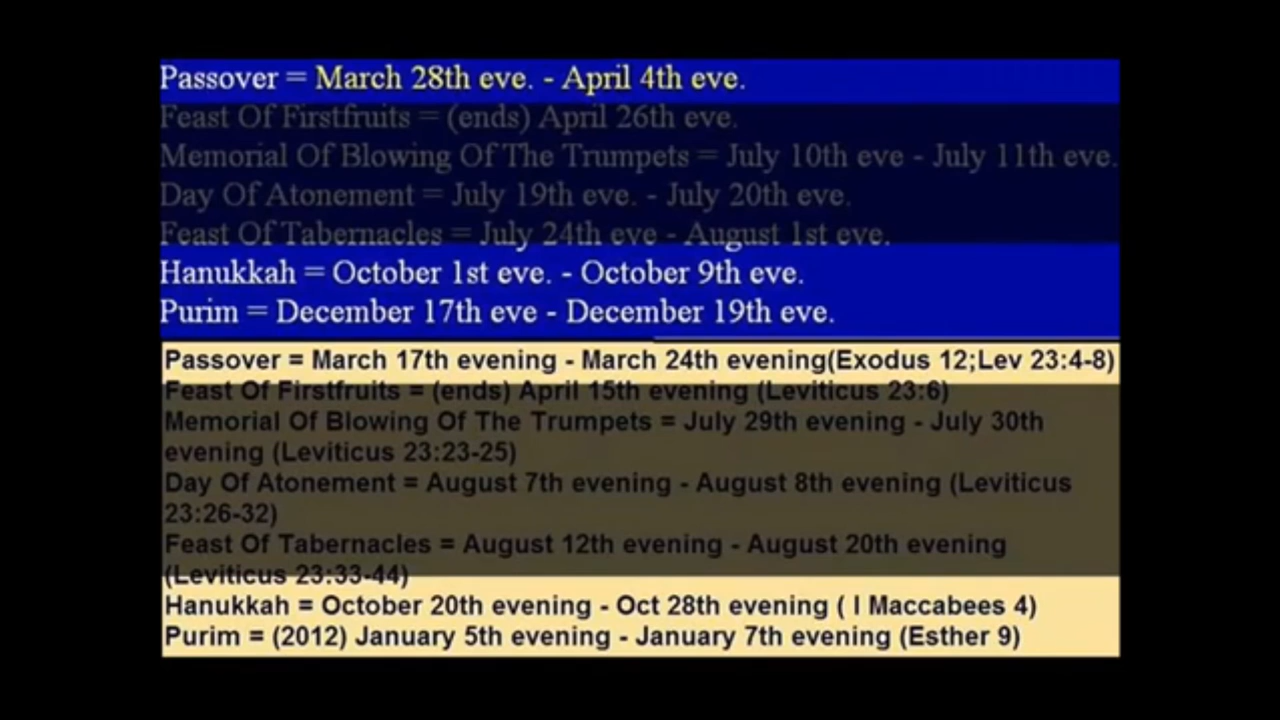 Passover = March 28th eve. - April 4th eve.
Feast Of Firstfruits = (ends) April 26th eve.
Memorial Of Blowing Of The Trumpets = July 10th eve - July 11th eve.
Day Of Atonement = July 19th eve. - July 20th eve.
Feast Of Tabernacles = July 24th eve - August 1st eve.
Hanukkah = October 1st eve. - October 9th eve.
Purim = December 17th eve - December 19th eve.
Passover = March 17th evening - March 24th evening(Exodus 12;Lev 23:4-8)
Feast Of Firstfruits = (ends) April 15th evening (Leviticus 23:6)
Memorial Of Blowing Of The Trumpets = July 29th evening - July 30th
evening (Leviticus 23:23-25)
Day Of Atonement = August 7th evening - August 8th evening (Leviticus
23:26-32)
Feast Of Tabernacles = August 12th evening - August 20th evening
(Leviticus 23:33-44)
Hanukkah = October 20th evening - Oct 28th evening ( I Maccabees 4)
Purim = (2012) January 5th evening - January 7th evening (Esther 9)